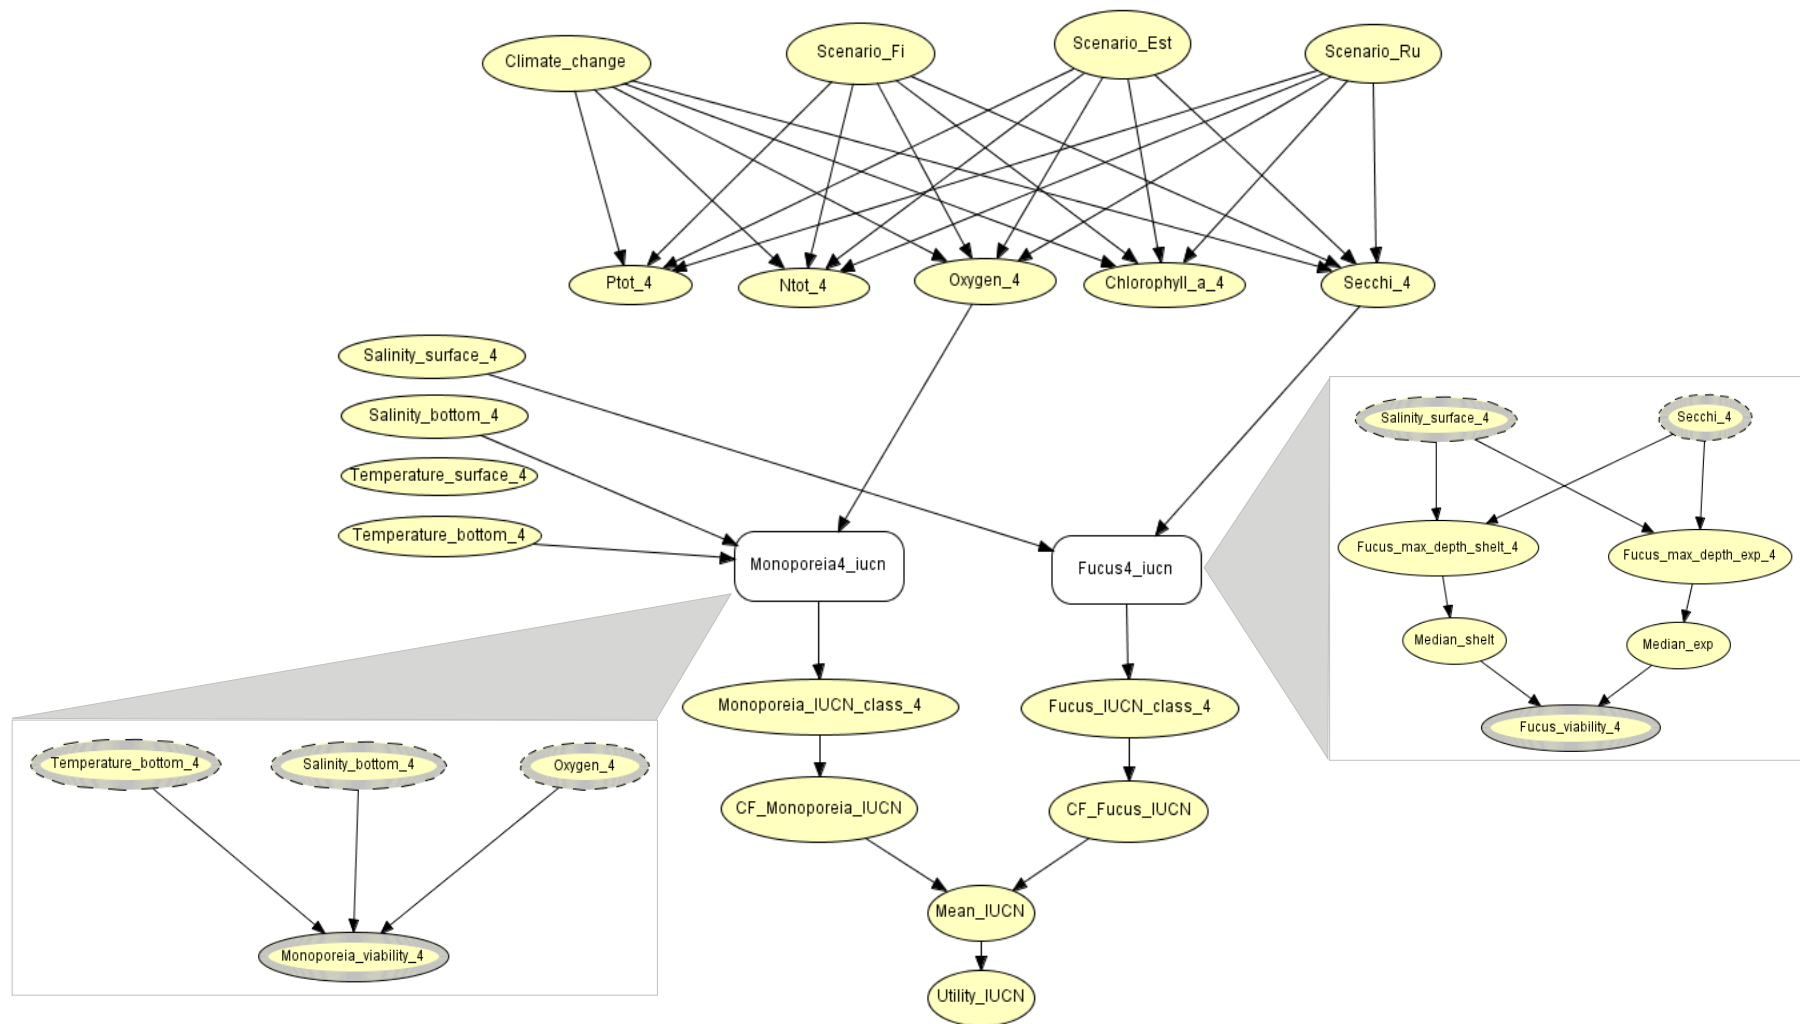 Climate_change
Scenario_Fi
Scenario_Est
Scenario_Ru
Ptot_4
Ntot_4
Oxygen_4
Chlorophyll_a_4
Secchi_4
Salinity_surface_4
Salinity_bottom_4
Temperature_surface_4
Temperature_bottom_4
Monoporeia4_iucn
Fucus4_iucn
Salinity_surface_4
Secchi_4
Fucus_max_depth_shelt_4
Fucus_max_depth_exp_4
Median_shelt
Median_exp
Fucus_viability_4
Monoporeia_IUCN_class_4
Fucus_IUCN_class_4
Temperature_bottom_4
Salinity_bottom_4
Oxygen_4
Monoporeia_viability_4
CF_Monoporeia_IUCN
CF_Fucus_IUCN
Mean_IUCN
Utility_IUCN